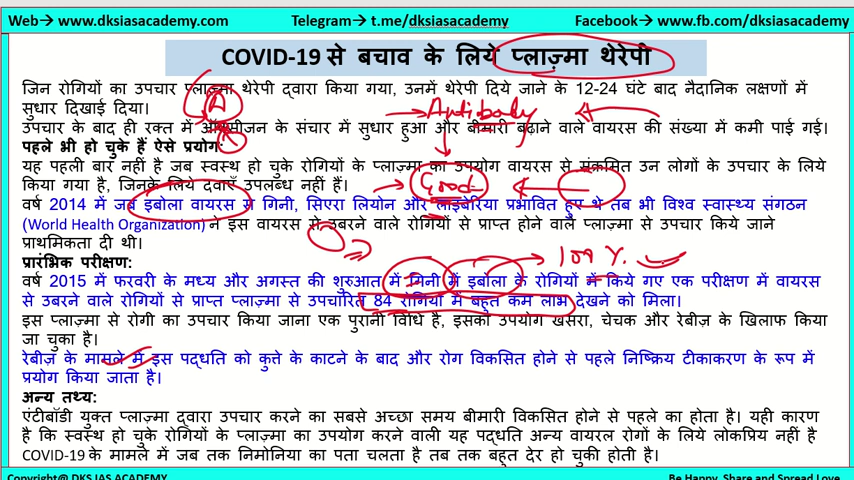 Web→ www.dksiasacademy.com Telegram→ t.me/dksiasacademy Facebook→ www.fb.com/dksiasacademy
COVID-19 से बचाव के लिये प्लाज़्मा थेरेपी
जिन रोगियों का उपचार प्लाज़्मा थेरेपी द्वारा किया गया, उनमें थेरेपी दिये जाने के 12-24 घंटे बाद नैदानिक लक्षणों में
सुधार दिखाई दिया।
A
Antibody
उपचार के बाद ही रक्त में ऑक्सीजन के संचार में सुधार हुआ और बीमारी बढ़ाने वाले वायरस की संख्या में कमी पाई गई।
पहले भी हो चुके हैं ऐसे प्रयोग:
यह पहली बार नहीं है जब स्वस्थ हो चुके रोगियों के प्लाज़्मा का उपयोग वायरस से संक्रमित उन लोगों के उपचार के लिये
किया गया है, जिनके लिये दवाएँ उपलब्ध नहीं हैं।
Good
वर्ष 2014 में जब इबोला वायरस से गिनी, सिएरा लियोन और लाइबेरिया प्रभावित हुए थे तब भी विश्व स्वास्थ्य संगठन
(World Health Organization) ने इस वायरस से उबरने वाले रोगियों से प्राप्त होने वाले प्लाज़्मा से उपचार किये जाने
प्राथमिकता दी थी।
प्रारंभिक परीक्षण:
100 %.
वर्ष 2015 में फरवरी के मध्य और अगस्त की शुरुआत में गिनी में इबोला के रोगियों में किये गए एक परीक्षण में वायरस
से उबरने वाले रोगियों से प्राप्त प्लाज़्मा से उपचारित 84 रोगियों में बहुत कम लाभ देखने को मिला।
इस प्लाज़्मा से रोगी का उपचार किया जाना एक पुरानी विधि है, इसका उपयोग खसरा, चेचक और रेबीज़ के खिलाफ किया
जा चुका है।
रेबीज़ के मामले में इस पद्धति को कुत्ते के काटने के बाद और रोग विकसित होने से पहले निष्क्रिय टीकाकरण के रूप में
प्रयोग किया जाता है।
अन्य तथ्य:
एंटीबॉडी युक्त प्लाज़्मा द्वारा उपचार करने का सबसे अच्छा समय बीमारी विकसित होने से पहले का होता है। यही कारण
है कि स्वस्थ हो चुके रोगियों के प्लाज़्मा का उपयोग करने वाली यह पद्धति अन्य वायरल रोगों के लिये लोकप्रिय नहीं है
COVID-19 के मामले में जब तक निमोनिया का पता चलता है तब तक बहुत देर हो चुकी होती है।
Copyright@ DKS IAS ACADEMY Be Happy, Share and Spread Love